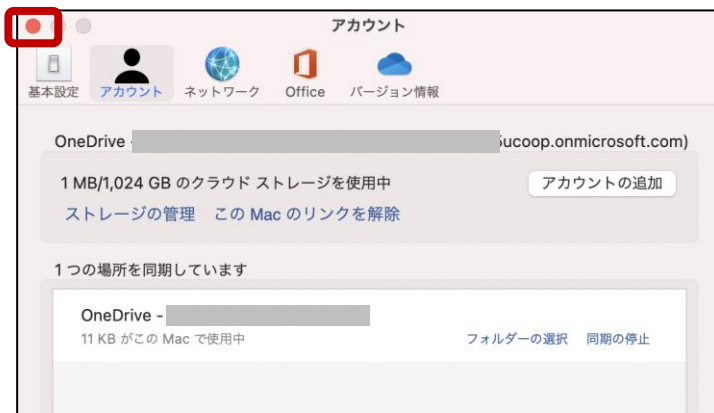 アカウント
基本設定 アカウント ネットワーク Office バージョン情報
OneDrive - ucoop.onmicrosoft.com)
1 MB/1,024 GB のクラウド ストレージを使用中 アカウントの追加
ストレージの管理 この Mac のリンクを解除
1 つの場所を同期しています
OneDrive -
11 KB がこの Mac で使用中 フォルダーの選択 同期の停止